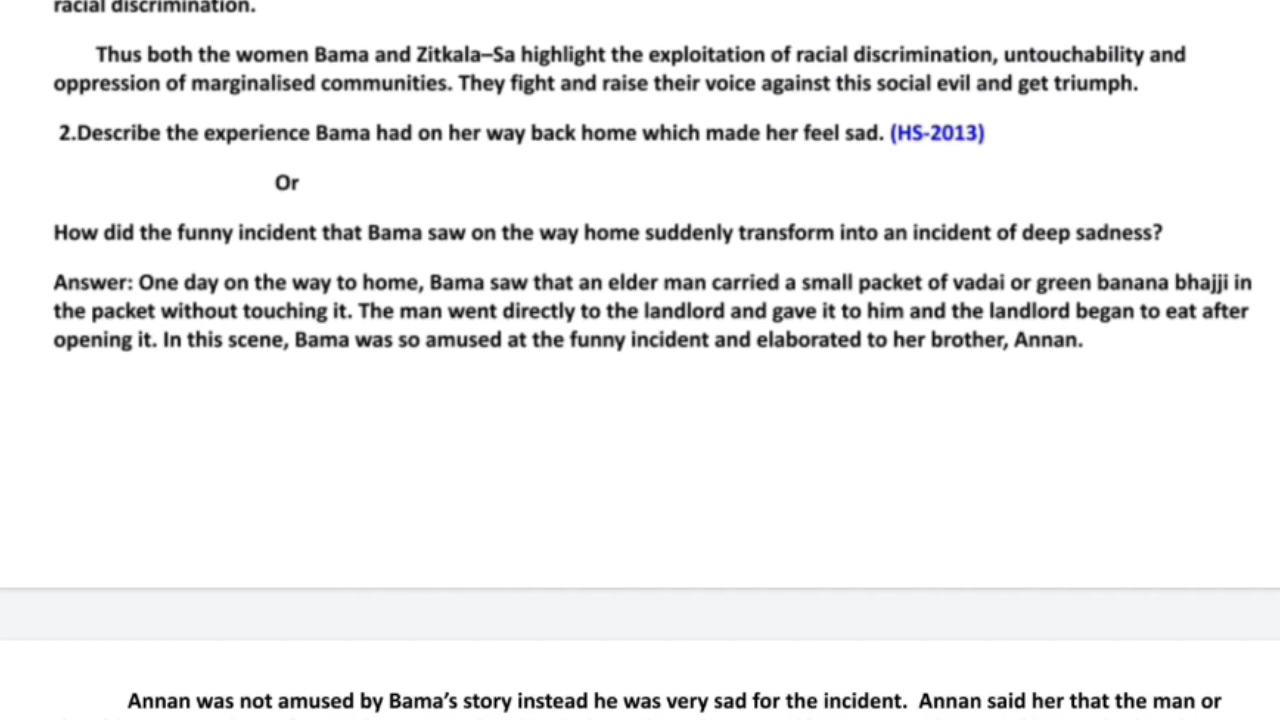 racial discrimination.
Thus both the women Bama and Zitkala–Sa highlight the exploitation of racial discrimination, untouchability and
oppression of marginalised communities. They fight and raise their voice against this social evil and get triumph.
2.Describe the experience Bama had on her way back home which made her feel sad. (HS-2013)
Or
How did the funny incident that Bama saw on the way home suddenly transform into an incident of deep sadness?
Answer: One day on the way to home, Bama saw that an elder man carried a small packet of vadai or green banana bhajji in
the packet without touching it. The man went directly to the landlord and gave it to him and the landlord began to eat after
opening it. In this scene, Bama was so amused at the funny incident and elaborated to her brother, Annan.
Annan was not amused by Bama’s story instead he was very sad for the incident. Annan said her that the man or